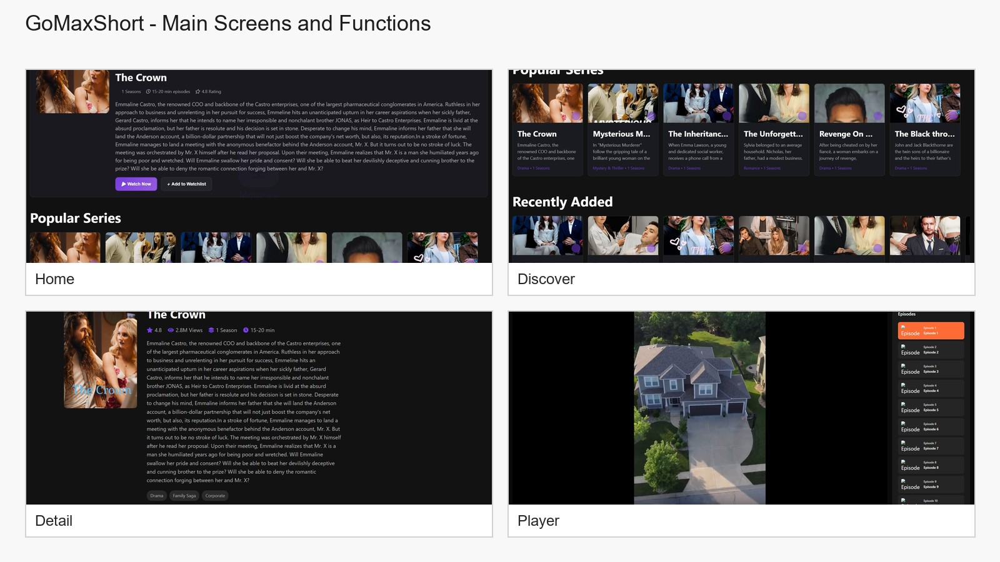 GoMaxShort - Main Screens and Functions
The Crown
1 Seasons 15-20 min episodes 4.8 Rating
Emmaline Castro, the renowned COO and backbone of the Castro enterprises, one of the largest pharmaceutical conglomerates in America. Ruthless in her
approach to business and unrelenting in her pursuit for success, Emmeline hits an unanticipated upturn in her career aspirations when her sickly father,
Gerard Castro, informs her that he intends to name her irresponsible and nonchalant brother JONAS, as Heir to Castro Enterprises. Emmaline is livid at the
absurd proclamation, but her father is resolute and his decision is set in stone. Desperate to change his mind, Emmaline informs her father that she will
land the Anderson account, a billion-dollar partnership that will not just boost the company's net worth, but also, its reputation.In a stroke of fortune,
Emmaline manages to land a meeting with the anonymous benefactor behind the Anderson account, Mr. X. But it turns out to be no stroke of luck. The
meeting was orchestrated by Mr. X himself after he read her proposal. Upon their meeting, Emmaline realizes that Mr. X is a man she humiliated years ago
for being poor and wretched. Will Emmaline swallow her pride and consent? Will she be able to beat her devilishly deceptive and cunning brother to the
prize? Will she be able to deny the romantic connection forging between her and Mr. X?
Watch Now + Add to Watchlist
Popular Series
Home
Popular Series
MYSTERIOUS
THE
The Crown
Emmaline Castro, the
renowned COO and backbone
of the Castro enterprises, one
Drama • 1 Seasons
Mysterious M...
In "Mysterious Murderer"
follow the gripping tale of a
brilliant young woman on the
Mystery & Thriller • 1 Seasons
The Inheritanc...
When Emma Lawson, a young
and dedicated social worker,
receives a phone call from a
Drama • 1 Seasons
The Unforgett...
Sylvia belonged to an average
household. Nicholas, her
father, had a modest business.
Romance • 1 Seasons
Revenge On ...
After being cheated on by her
fiancé, a woman embarks on a
journey of revenge,
Drama • 1 Seasons
The Black thro...
John and Jack Blackthorne are
the twin sons of a billionaire
and the heirs to their father's
Drama • 1 Seasons
Recently Added
THE
Discover
The Crown
The Crown
4.8 2.8M Views 1 Season 15-20 min
Emmaline Castro, the renowned COO and backbone of the Castro enterprises, one
of the largest pharmaceutical conglomerates in America. Ruthless in her approach
to business and unrelenting in her pursuit for success, Emmeline hits an
unanticipated upturn in her career aspirations when her sickly father, Gerard
Castro, informs her that he intends to name her irresponsible and nonchalant
brother JONAS, as Heir to Castro Enterprises. Emmaline is livid at the absurd
proclamation, but her father is resolute and his decision is set in stone. Desperate
to change his mind, Emmaline informs her father that she will land the Anderson
account, a billion-dollar partnership that will not just boost the company's net
worth, but also, its reputation.In a stroke of fortune, Emmaline manages to land a
meeting with the anonymous benefactor behind the Anderson account, Mr. X. But
it turns out to be no stroke of luck. The meeting was orchestrated by Mr. X himself
after he read her proposal. Upon their meeting, Emmaline realizes that Mr. X is a
man she humiliated years ago for being poor and wretched. Will Emmaline
swallow her pride and consent? Will she be able to beat her devilishly deceptive
and cunning brother to the prize? Will she be able to deny the romantic
connection forging between her and Mr. X?
Drama Family Saga Corporate
Detail
Episodes
Episode 1
Episode Episode 1
Episode 2
Episode Episode 2
Episode 3
Episode Episode 3
Episode 4
Episode Episode 4
Episode 5
Episode Episode 5
Episode 6
Episode Episode 6
Episode 7
Episode Episode 7
Episode 8
Episode Episode 8
Episode 9
Episode Episode 9
Episode 10
Player